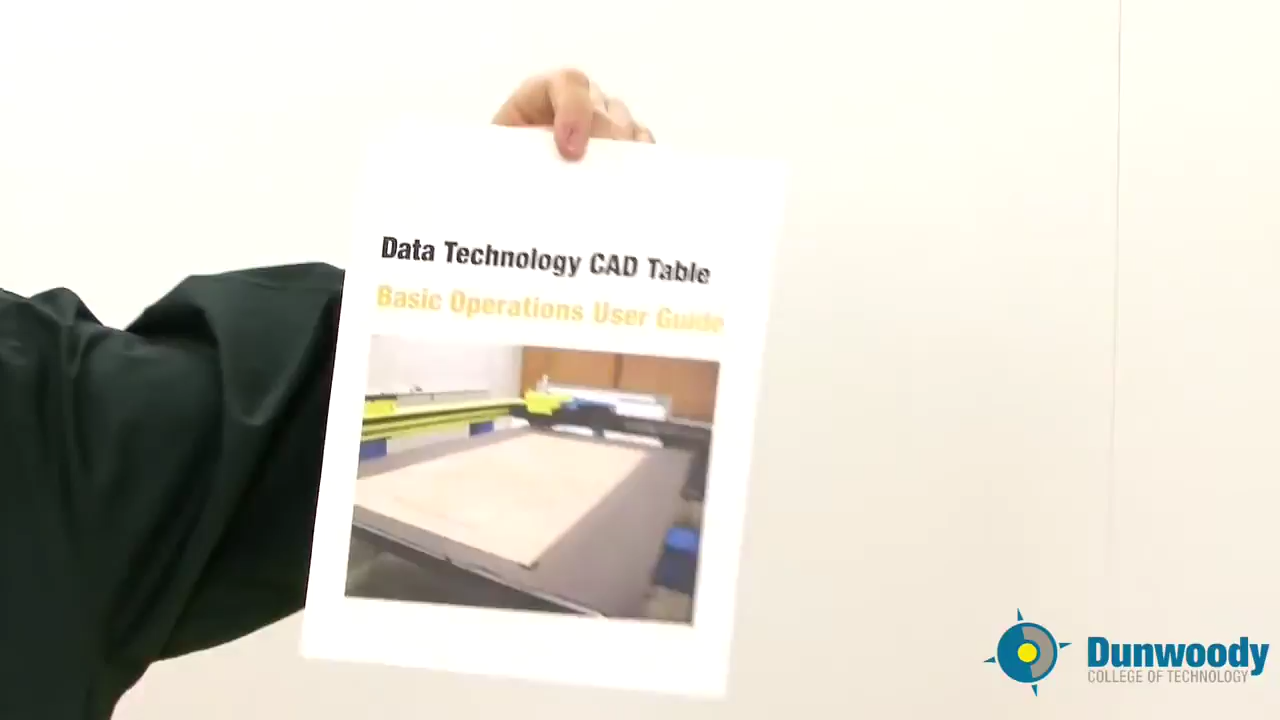 Data Technology CAD Table
Basic Operations User Guide
Dunwoody
COLLEGE OF TECHNOLOGY